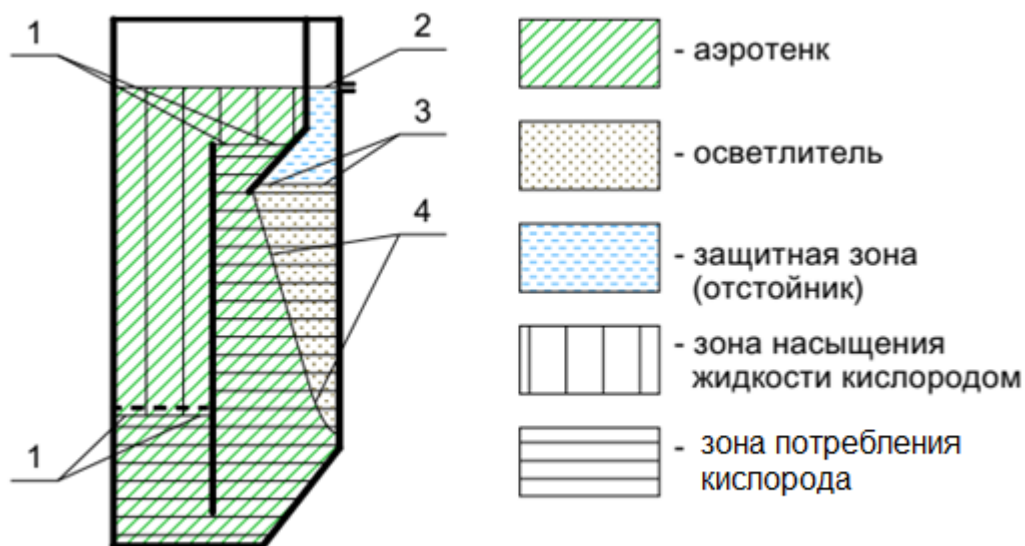 1
2
3
4
1
- аэротенк
- осветлитель
- защитная зона
(отстойник)
- зона насыщения
жидкости кислородом
- зона потребления
кислорода